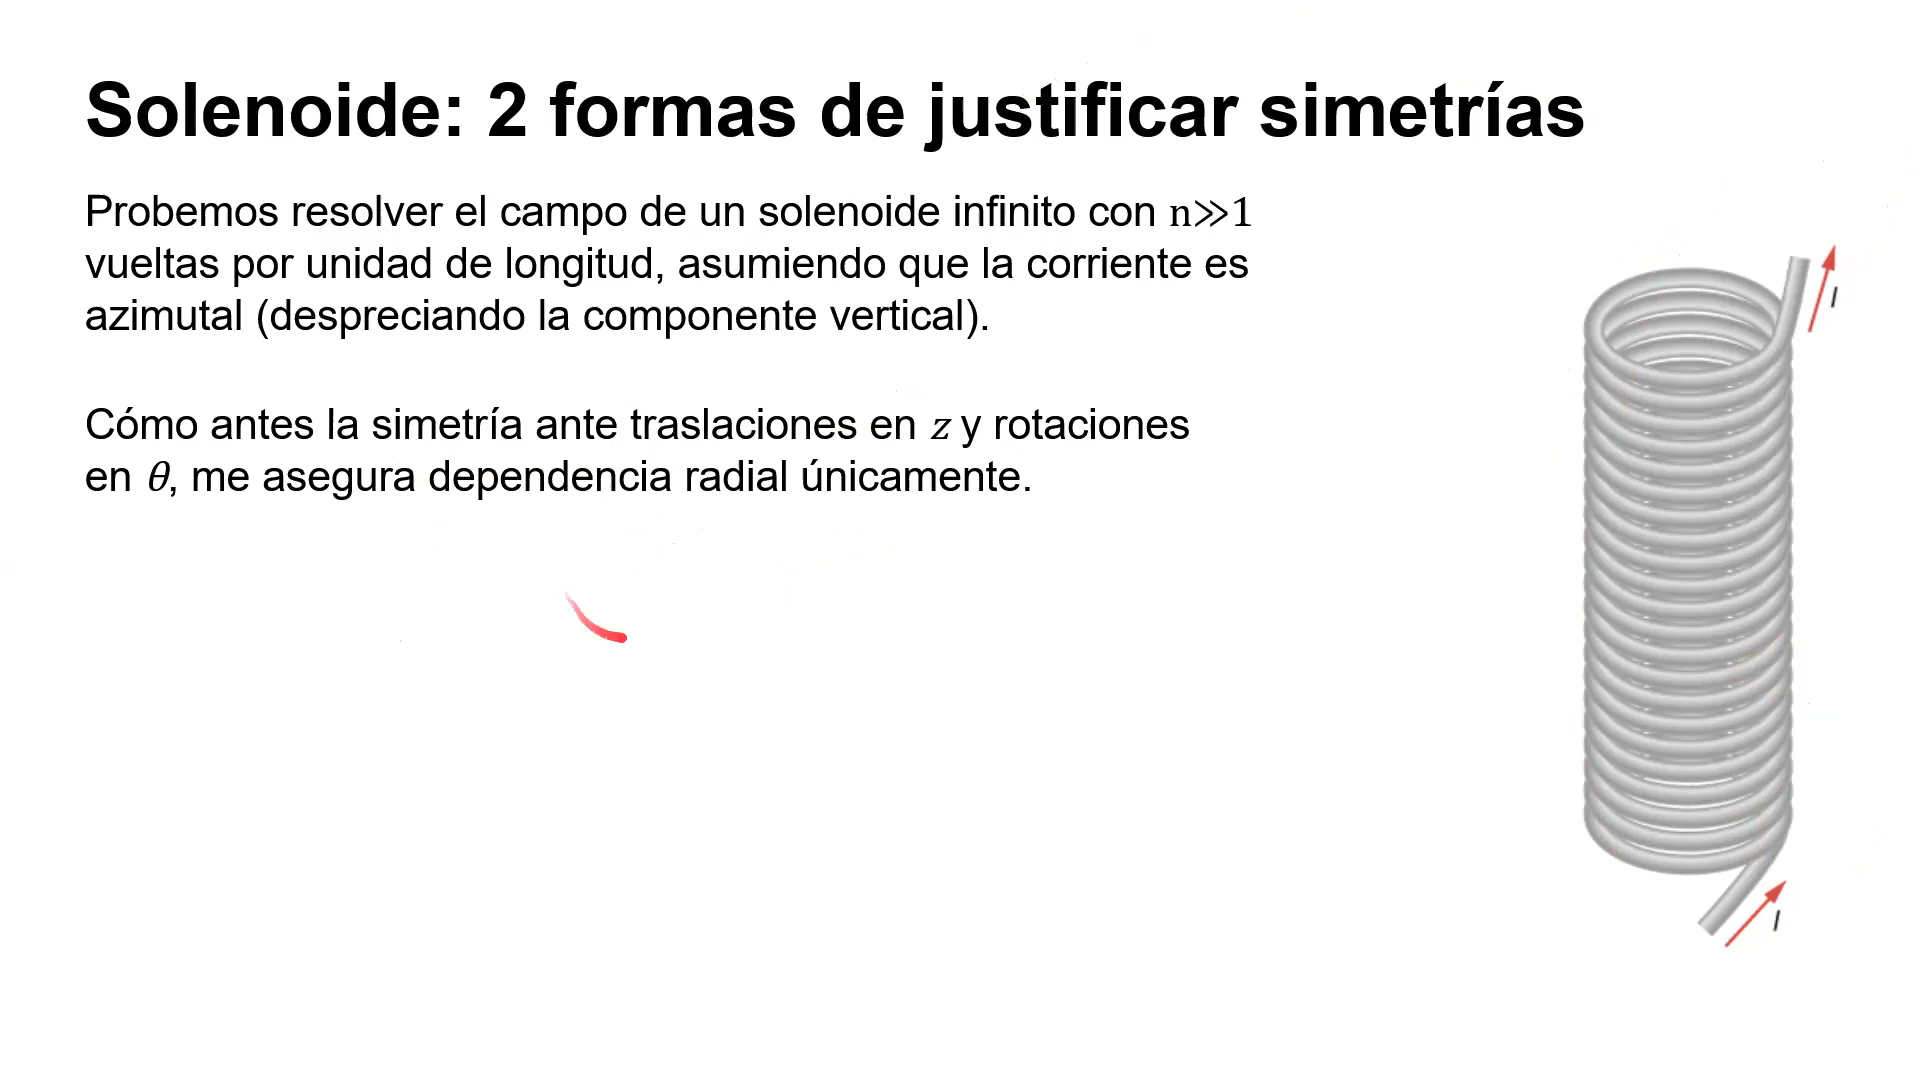 Solenoide: 2 formas de justificar simetrías
Probemos resolver el campo de un solenoide infinito con n≫1
vueltas por unidad de longitud, asumiendo que la corriente es
azimutal (despreciando la componente vertical).
Cómo antes la simetría ante traslaciones en z y rotaciones
en θ, me asegura dependencia radial únicamente.
I
I